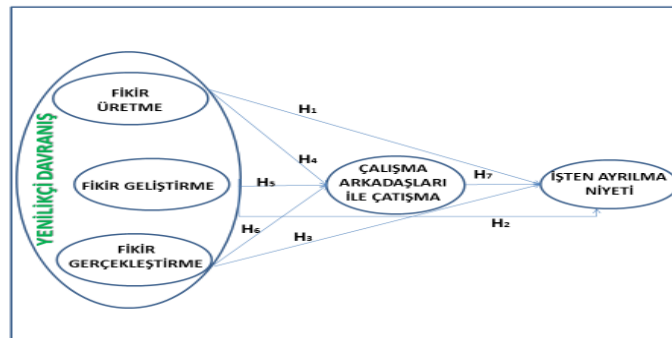 YENİLİKÇİ DAVRANIŞ
FİKİR
ÜRETME
FİKİR GELİŞTİRME
FİKİR
GERÇEKLEŞTİRME
H₁
H₄
H₅
H₆
H₃
ÇALIŞMA
ARKADAŞLARI
İLE ÇATIŞMA
H₇
H₂
İŞTEN AYRILMA
NİYETİ